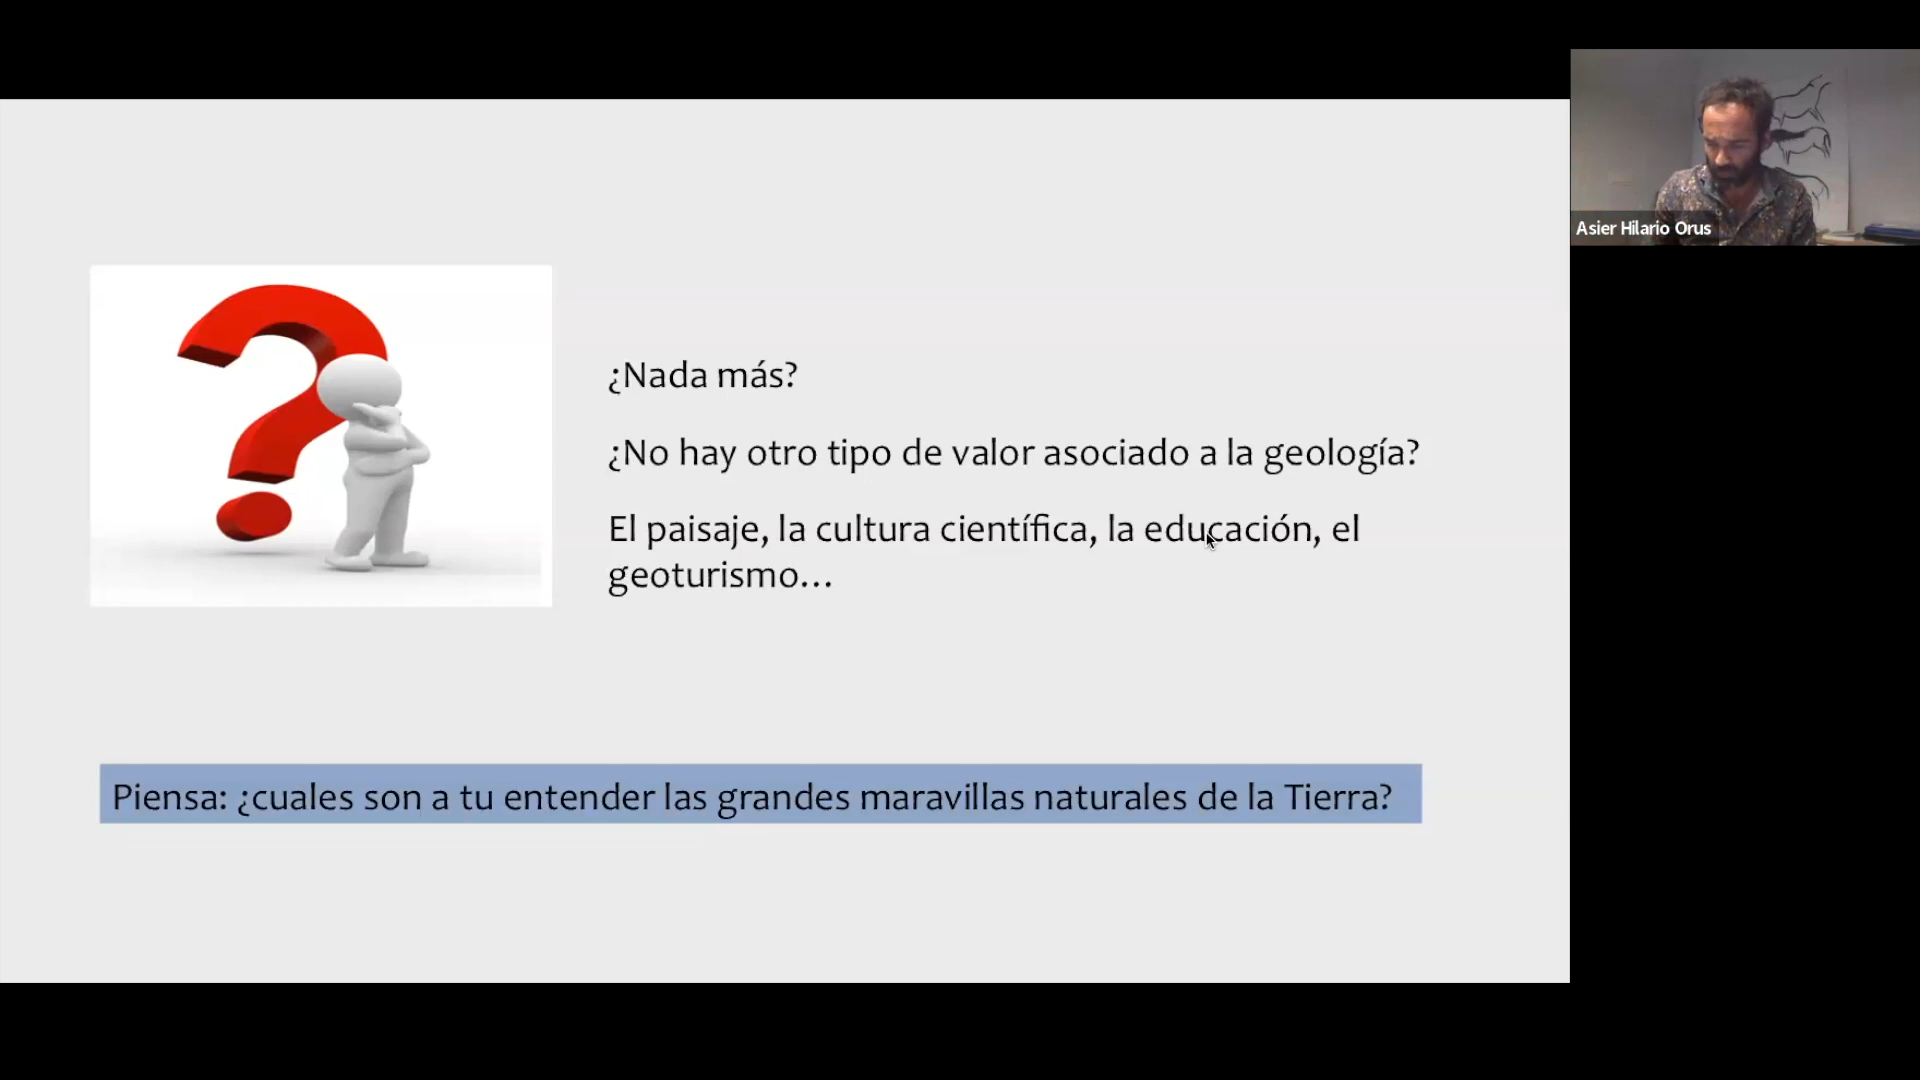 Asier Hilario Orus
¿Nada más?
¿No hay otro tipo de valor asociado a la geología?
El paisaje, la cultura científica, la educación, el
geoturismo...
Piensa: ¿cuales son a tu entender las grandes maravillas naturales de la Tierra?